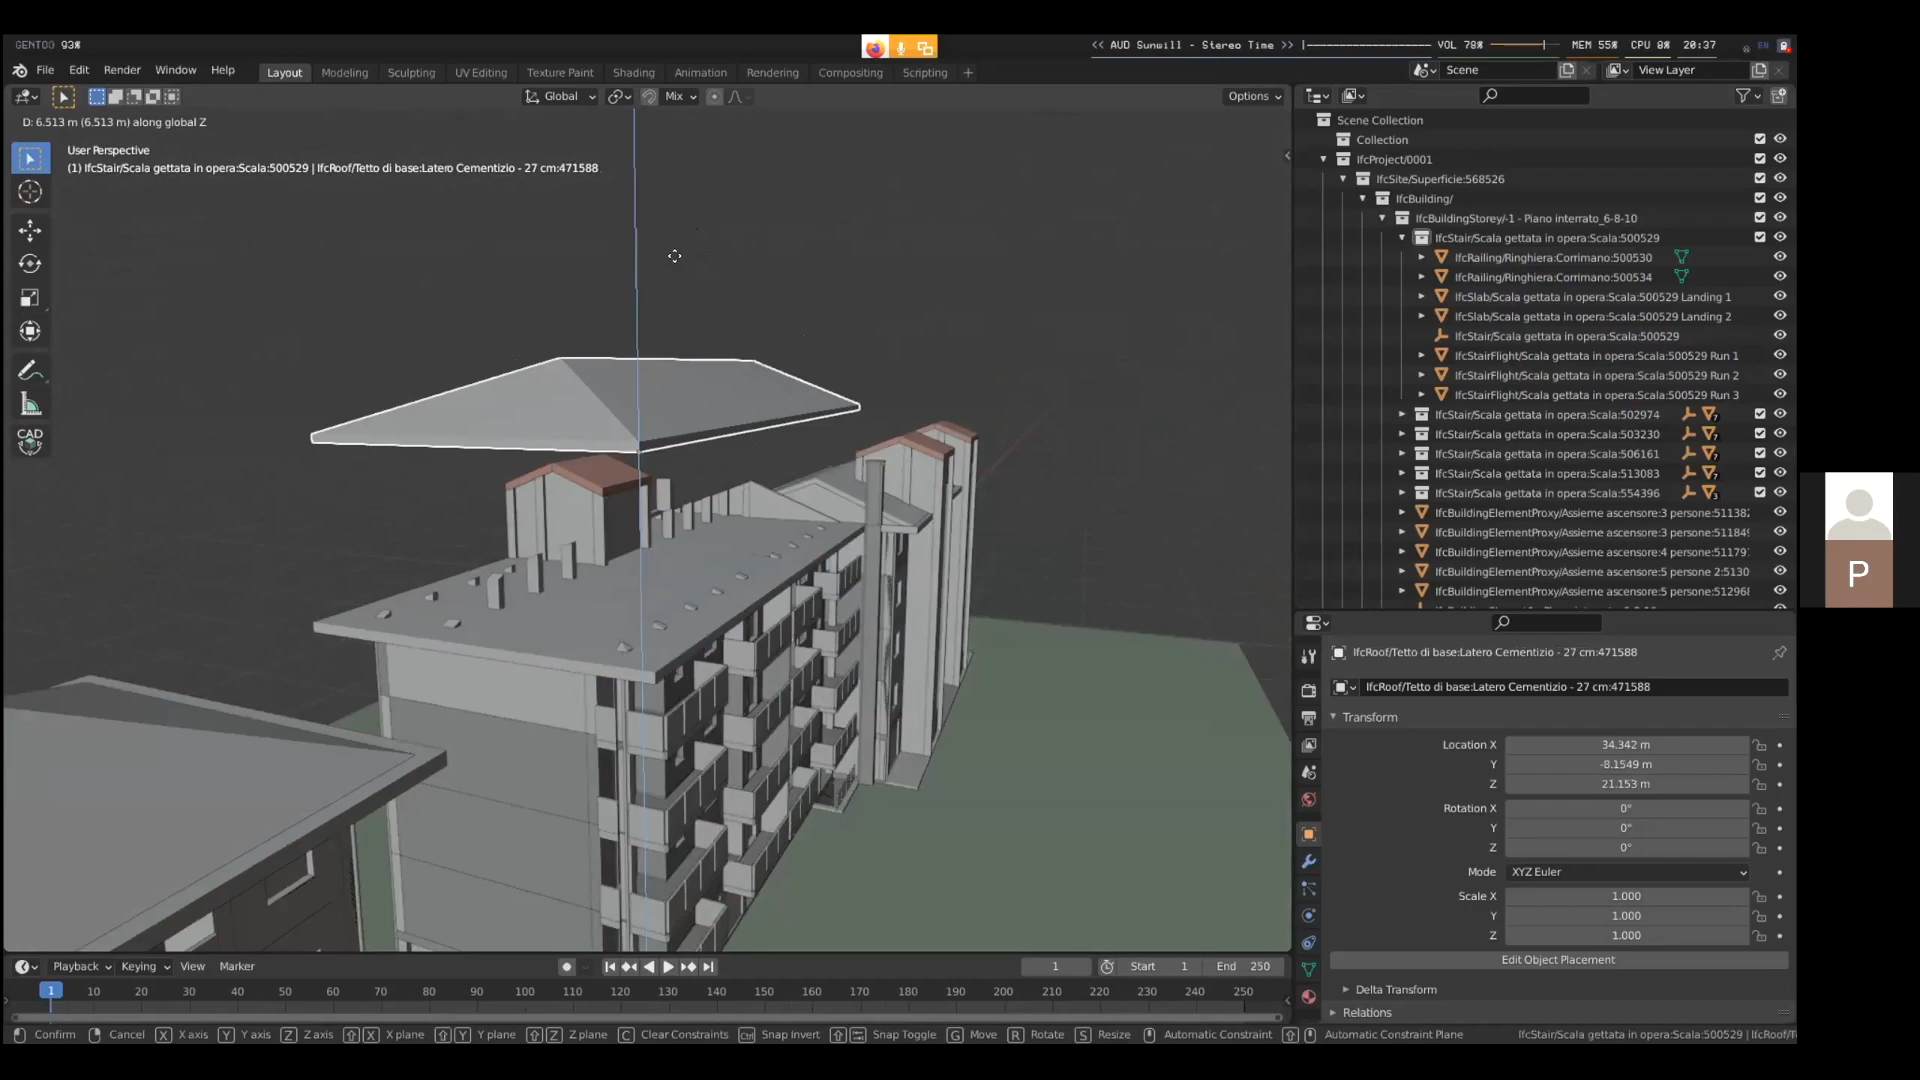 GENTOO 93%
<< AUD Sunwill - Stereo Time >> VOL 78% MEM 55% CPU 8% 20:37 EN
File Edit Render Window Help Layout Modeling Sculpting UV Editing Texture Paint Shading Animation Rendering Compositing Scripting + Scene View Layer
Global Mix Options
D: 6.513 m (6.513 m) along global Z
User Perspective
(1) IfcStair/Scala gettata in opera:Scala:500529 | IfcRoof/Tetto di base:Latero Cementizio - 27 cm:471588
CAD
Scene Collection
Collection
IfcProject/0001
IfcSite/Superficie:568526
IfcBuilding/
IfcBuildingStorey/-1 - Piano interrato_6-8-10
IfcStair/Scala gettata in opera:Scala:500529
IfcRailing/Ringhiera:Corrimano:500530
IfcRailing/Ringhiera:Corrimano:500534
IfcSlab/Scala gettata in opera:Scala:500529 Landing 1
IfcSlab/Scala gettata in opera:Scala:500529 Landing 2
IfcStair/Scala gettata in opera:Scala:500529
IfcStairFlight/Scala gettata in opera:Scala:500529 Run 1
IfcStairFlight/Scala gettata in opera:Scala:500529 Run 2
IfcStairFlight/Scala gettata in opera:Scala:500529 Run 3
IfcStair/Scala gettata in opera:Scala:502974 7
IfcStair/Scala gettata in opera:Scala:503230 7
IfcStair/Scala gettata in opera:Scala:506161 7
IfcStair/Scala gettata in opera:Scala:513083 7
IfcStair/Scala gettata in opera:Scala:554396 3
IfcBuildingElementProxy/Assieme ascensore:3 persone:51138
IfcBuildingElementProxy/Assieme ascensore:3 persone:511849
IfcBuildingElementProxy/Assieme ascensore:4 persone:51179
IfcBuildingElementProxy/Assieme ascensore:5 persone 2:5130
IfcBuildingElementProxy/Assieme ascensore:5 persone:512968
P
IfcRoof/Tetto di base:Latero Cementizio - 27 cm:471588
IfcRoof/Tetto di base:Latero Cementizio - 27 cm:471588
Transform
Location X 34.342 m
Y -8.1549 m
Z 21.153 m
Rotation X 0°
Y 0°
Z 0°
Mode XYZ Euler
Scale X 1.000
Y 1.000
Z 1.000
Edit Object Placement
Delta Transform
Relations
Playback Keying View Marker 1 Start 1 End 250
1 10 20 30 40 50 60 70 80 90 100 110 120 130 140 150 160 170 180 190 200 210 220 230 240 250
Confirm Cancel X X axis Y Y axis Z Z axis X X plane Y Y plane Z Z plane C Clear Constraints Ctrl Snap Invert Snap Toggle G Move R Rotate S Resize Automatic Constraint Automatic Constraint Plane IfcStair/Scala gettata in opera:Scala:500529 | IfcRoof/T